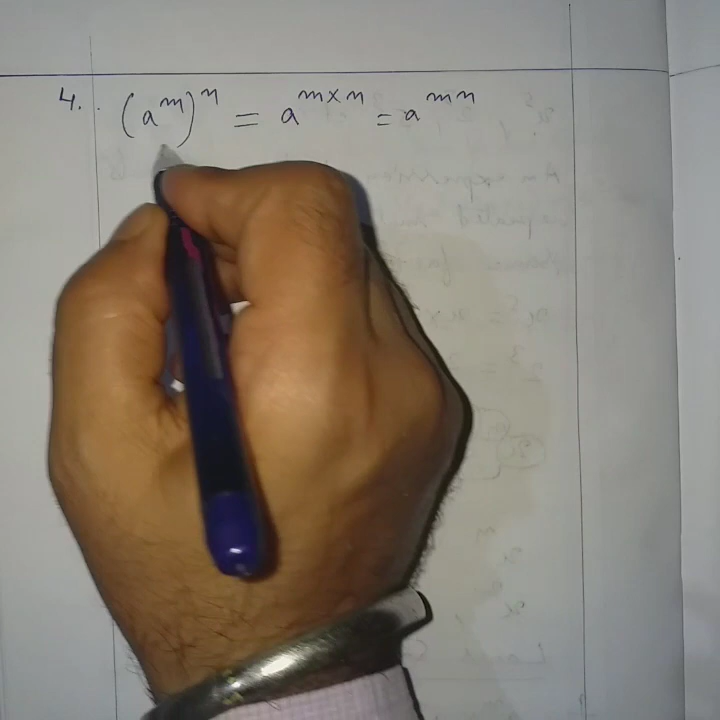 4. (a^m)^n = a^{m×n} = a^{mn}